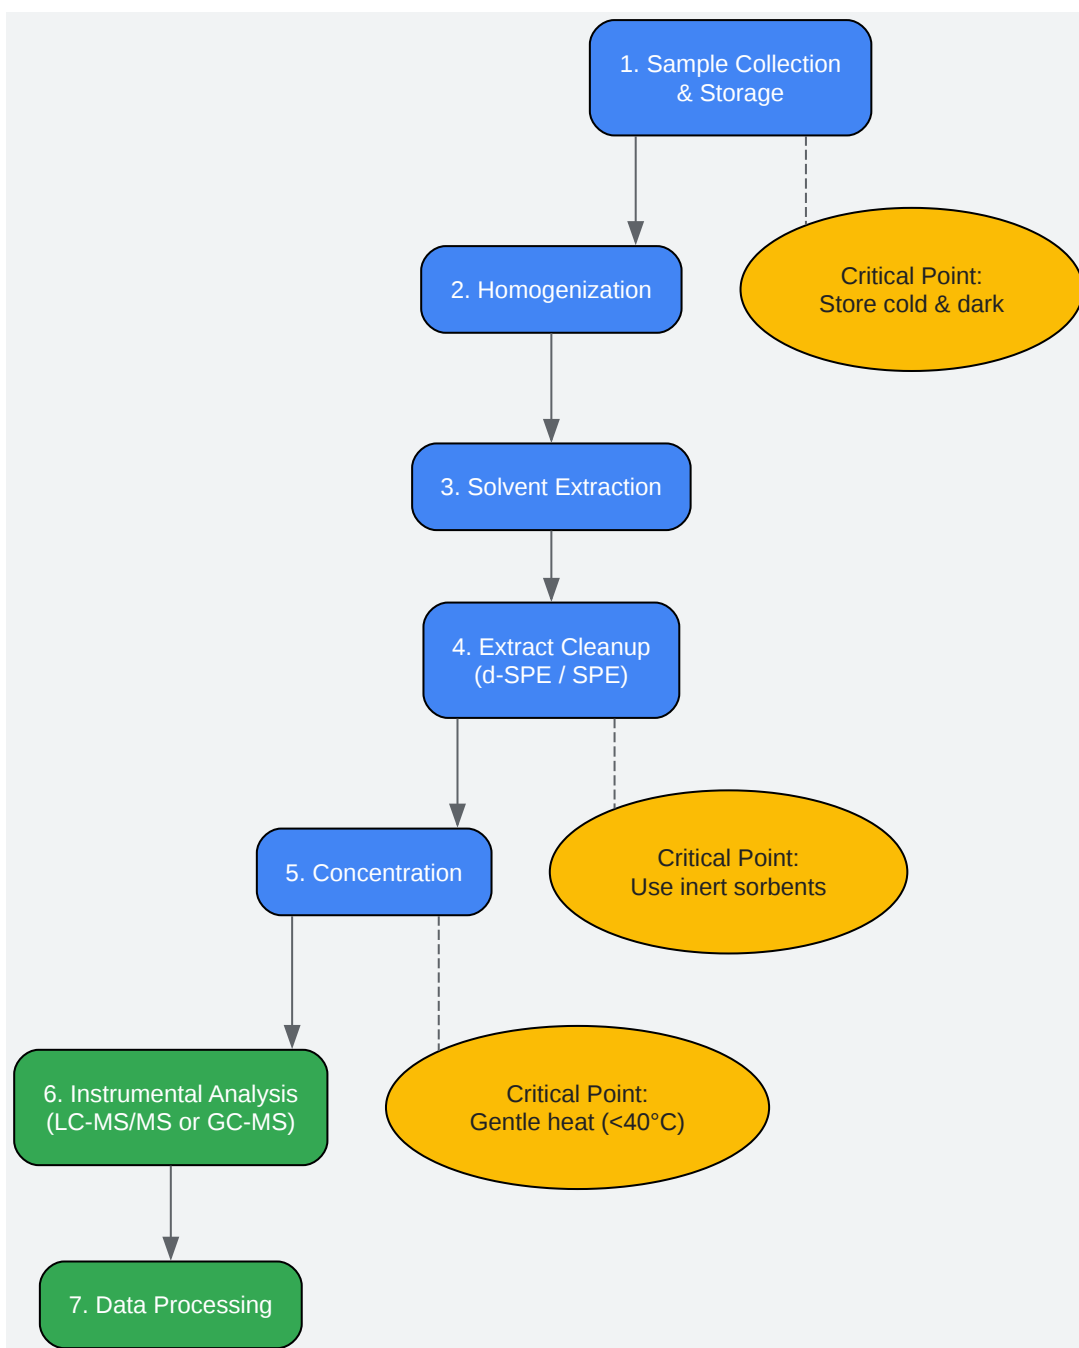 1. Sample Collection
& Storage
2. Homogenization
Critical Point:
Store cold & dark
3. Solvent Extraction
4. Extract Cleanup
(d-SPE / SPE)
5. Concentration
Critical Point:
Use inert sorbents
6. Instrumental Analysis
(LC-MS/MS or GC-MS)
Critical Point:
Gentle heat (<40°C)
7. Data Processing